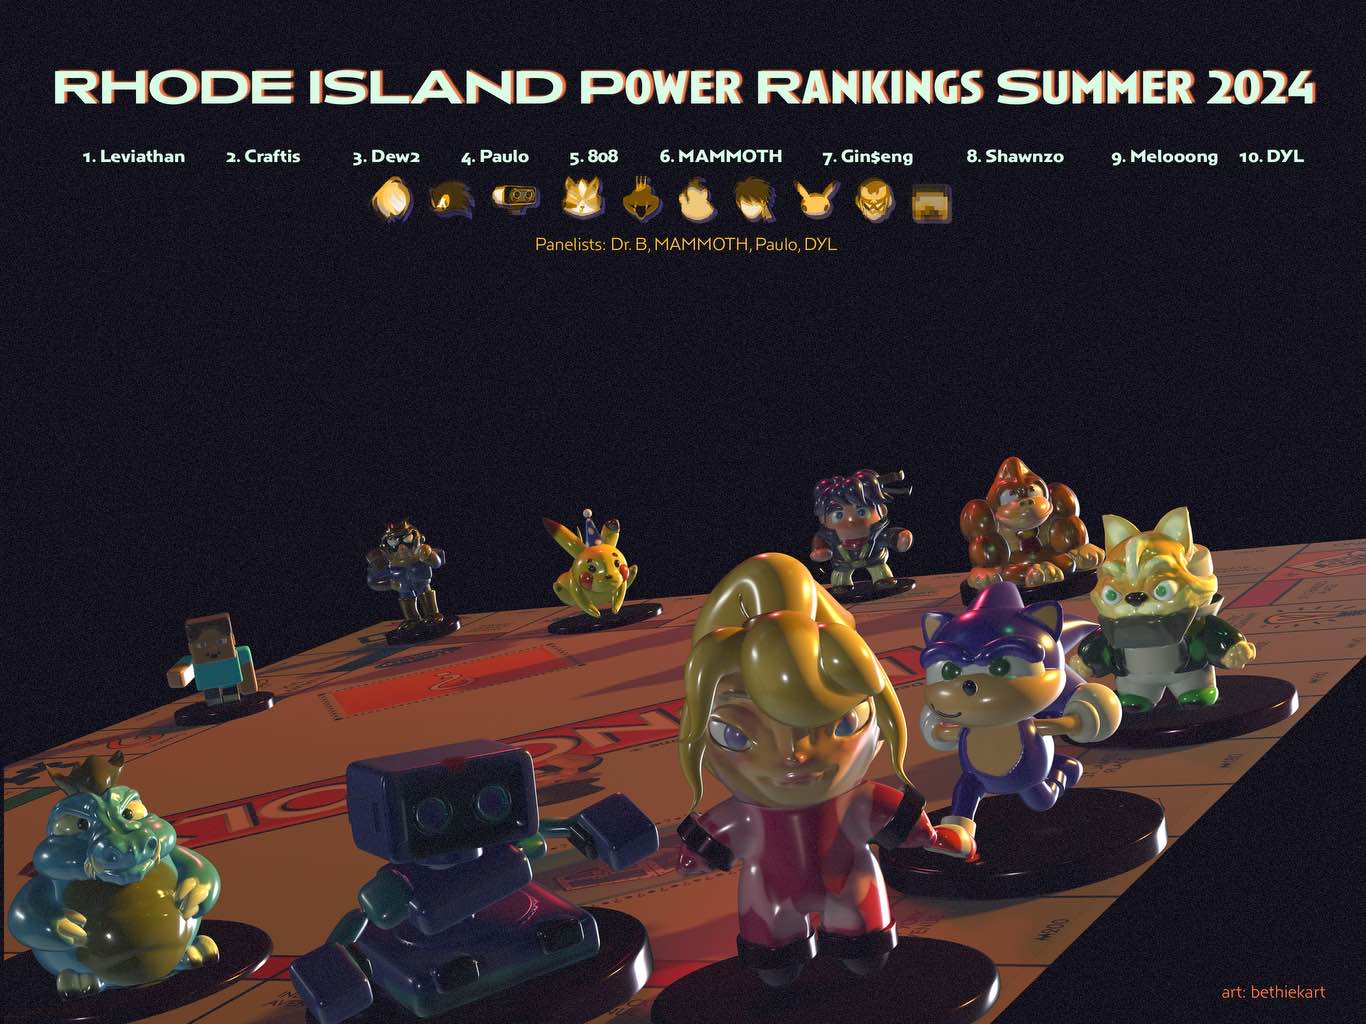 RHODE ISLAND POWER RANKINGS SUMMER 2024
1. Leviathan 2. Craftis 3. Dew2 4. Paulo 5. 808 6. MAMMOTH 7. Gin$eng 8. Shawnzo 9. Melooong 10. DYL
Panelists: Dr. B, MAMMOTH, Paulo, DYL
art: bethiekart